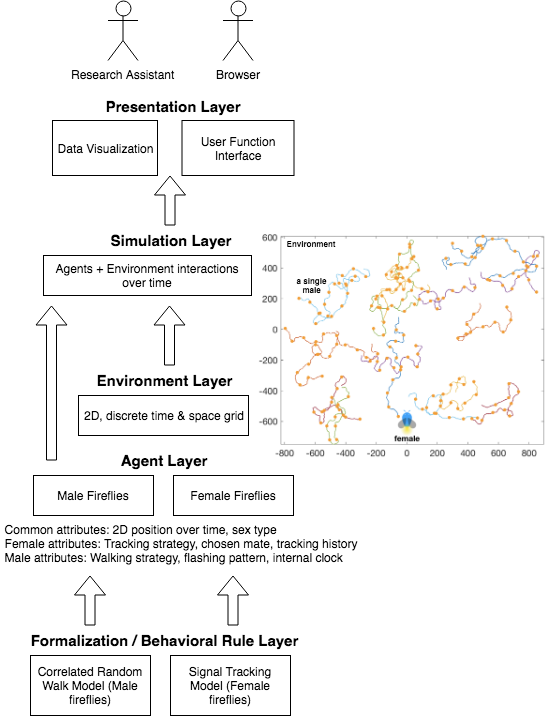 Research Assistant
Browser
Presentation Layer
Data Visualization
User Function
Interface
Simulation Layer
Agents + Environment interactions
over time
Environment Layer
2D, discrete time & space grid
Agent Layer
Male Fireflies
Female Fireflies
Common attributes: 2D position over time, sex type
Female attributes: Tracking strategy, chosen mate, tracking history
Male attributes: Walking strategy, flashing pattern, internal clock
Formalization / Behavioral Rule Layer
Correlated Random
Walk Model (Male
fireflies)
Signal Tracking
Model (Female
fireflies)
Environment
a single
male
female
600
400
200
0
-200
-400
-600
-800
-600
-400
-200
0
200
400
600
800